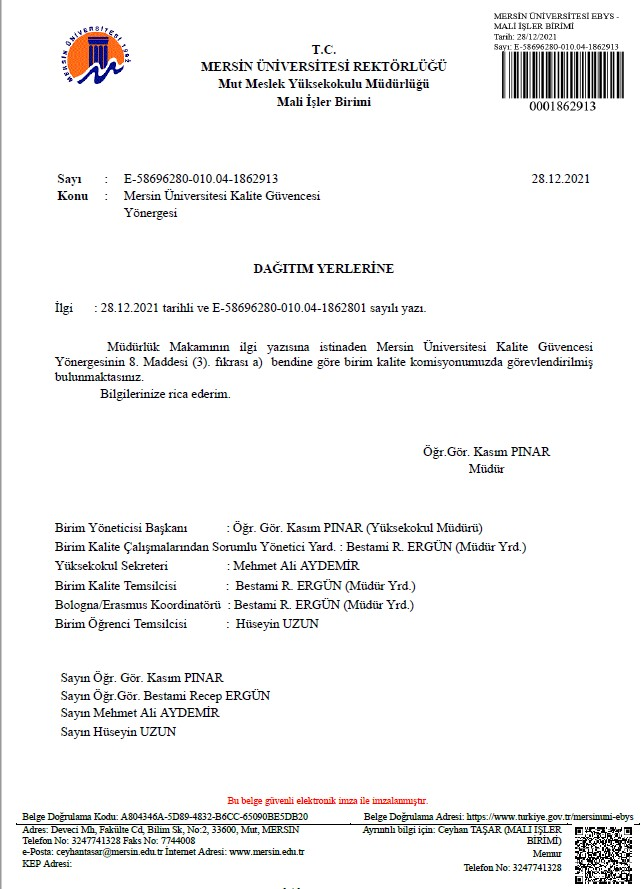 MERSİN ÜNİVERSİTESİ EBYS -
MALİ İŞLER BİRİMİ
Tarih: 28/12/2021
Sayı: E-58696280-010.04-1862913
0001862913
MERSİN ÜNİVERSİTESİ 1992
T.C.
MERSİN ÜNİVERSİTESİ REKTÖRLÜĞÜ
Mut Meslek Yüksekokulu Müdürlüğü
Mali İşler Birimi
Sayı : E-58696280-010.04-1862913 28.12.2021
Konu : Mersin Üniversitesi Kalite Güvencesi
Yönergesi
DAĞITIM YERLERİNE
İlgi : 28.12.2021 tarihli ve E-58696280-010.04-1862801 sayılı yazı.
Müdürlük Makamının ilgi yazısına istinaden Mersin Üniversitesi Kalite Güvencesi
Yönergesinin 8. Maddesi (3). fıkrası a) bendine göre birim kalite komisyonumuzda görevlendirilmiş
bulunmaktasınız.
Bilgilerinize rica ederim.
Öğr.Gör. Kasım PINAR
Müdür
Birim Yöneticisi Başkanı : Öğr. Gör. Kasım PINAR (Yüksekokul Müdürü)
Birim Kalite Çalışmalarından Sorumlu Yönetici Yard. : Bestami R. ERGÜN (Müdür Yrd.)
Yüksekokul Sekreteri : Mehmet Ali AYDEMİR
Birim Kalite Temsilcisi : Bestami R. ERGÜN (Müdür Yrd.)
Bologna/Erasmus Koordinatörü : Bestami R. ERGÜN (Müdür Yrd.)
Birim Öğrenci Temsilcisi : Hüseyin UZUN
Sayın Öğr. Gör. Kasım PINAR
Sayın Öğr.Gör. Bestami Recep ERGÜN
Sayın Mehmet Ali AYDEMİR
Sayın Hüseyin UZUN
Bu belge güvenli elektronik imza ile imzalanmıştır.
Belge Doğrulama Kodu: A804346A-5D89-4832-B6CC-65090BE5DB20 Belge Doğrulama Adresi: https://www.turkiye.gov.tr/mersinuni-ebys
Adres: Deveci Mh, Fakülte Cd, Bilim Sk, No:2, 33600, Mut, MERSIN
Telefon No: 3247741328 Faks No: 7744008
e-Posta: ceyhantasar@mersin.edu.tr İnternet Adresi: www.mersin.edu.tr
KEP Adresi:
Ayrıntılı bilgi için: Ceyhan TAŞAR (MALİ İŞLER
BİRİMİ)
Memur
Telefon No: 3247741328